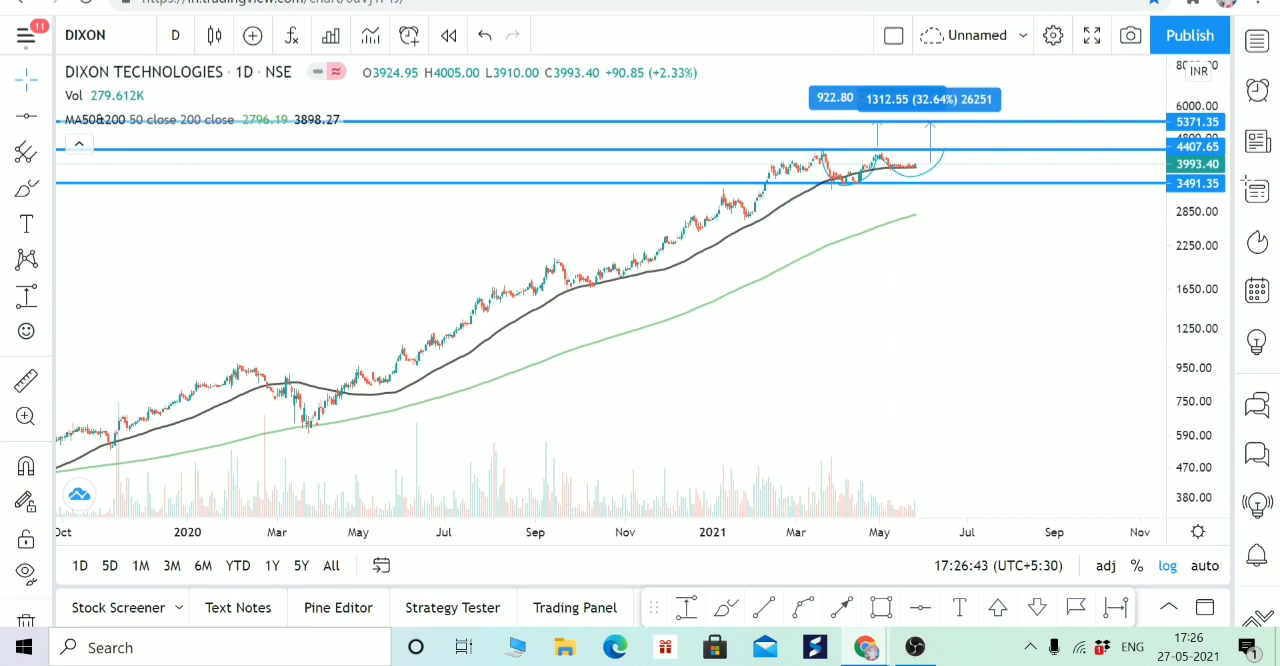 11
DIXON
D
Unnamed
Publish
DIXON TECHNOLOGIES · 1D · NSE
O3924.95 H4005.00 L3910.00 C3993.40 +90.85 (+2.33%)
INR
Vol 279.612K
922.80
1312.55 (32.64%) 26251
6000.00
MA50&200 50 close 200 close 2796.19 3898.27
5371.35
4407.65
3993.40
3491.35
2850.00
2250.00
1650.00
1250.00
950.00
750.00
590.00
470.00
380.00
Oct 2020 Mar May Jul Sep Nov 2021 Mar May Jul Sep Nov
1D 5D 1M 3M 6M YTD 1Y 5Y All
17:26:43 (UTC+5:30)
adj % log auto
Stock Screener Text Notes Pine Editor Strategy Tester Trading Panel
Search
ENG
17:26
27-05-2021
1